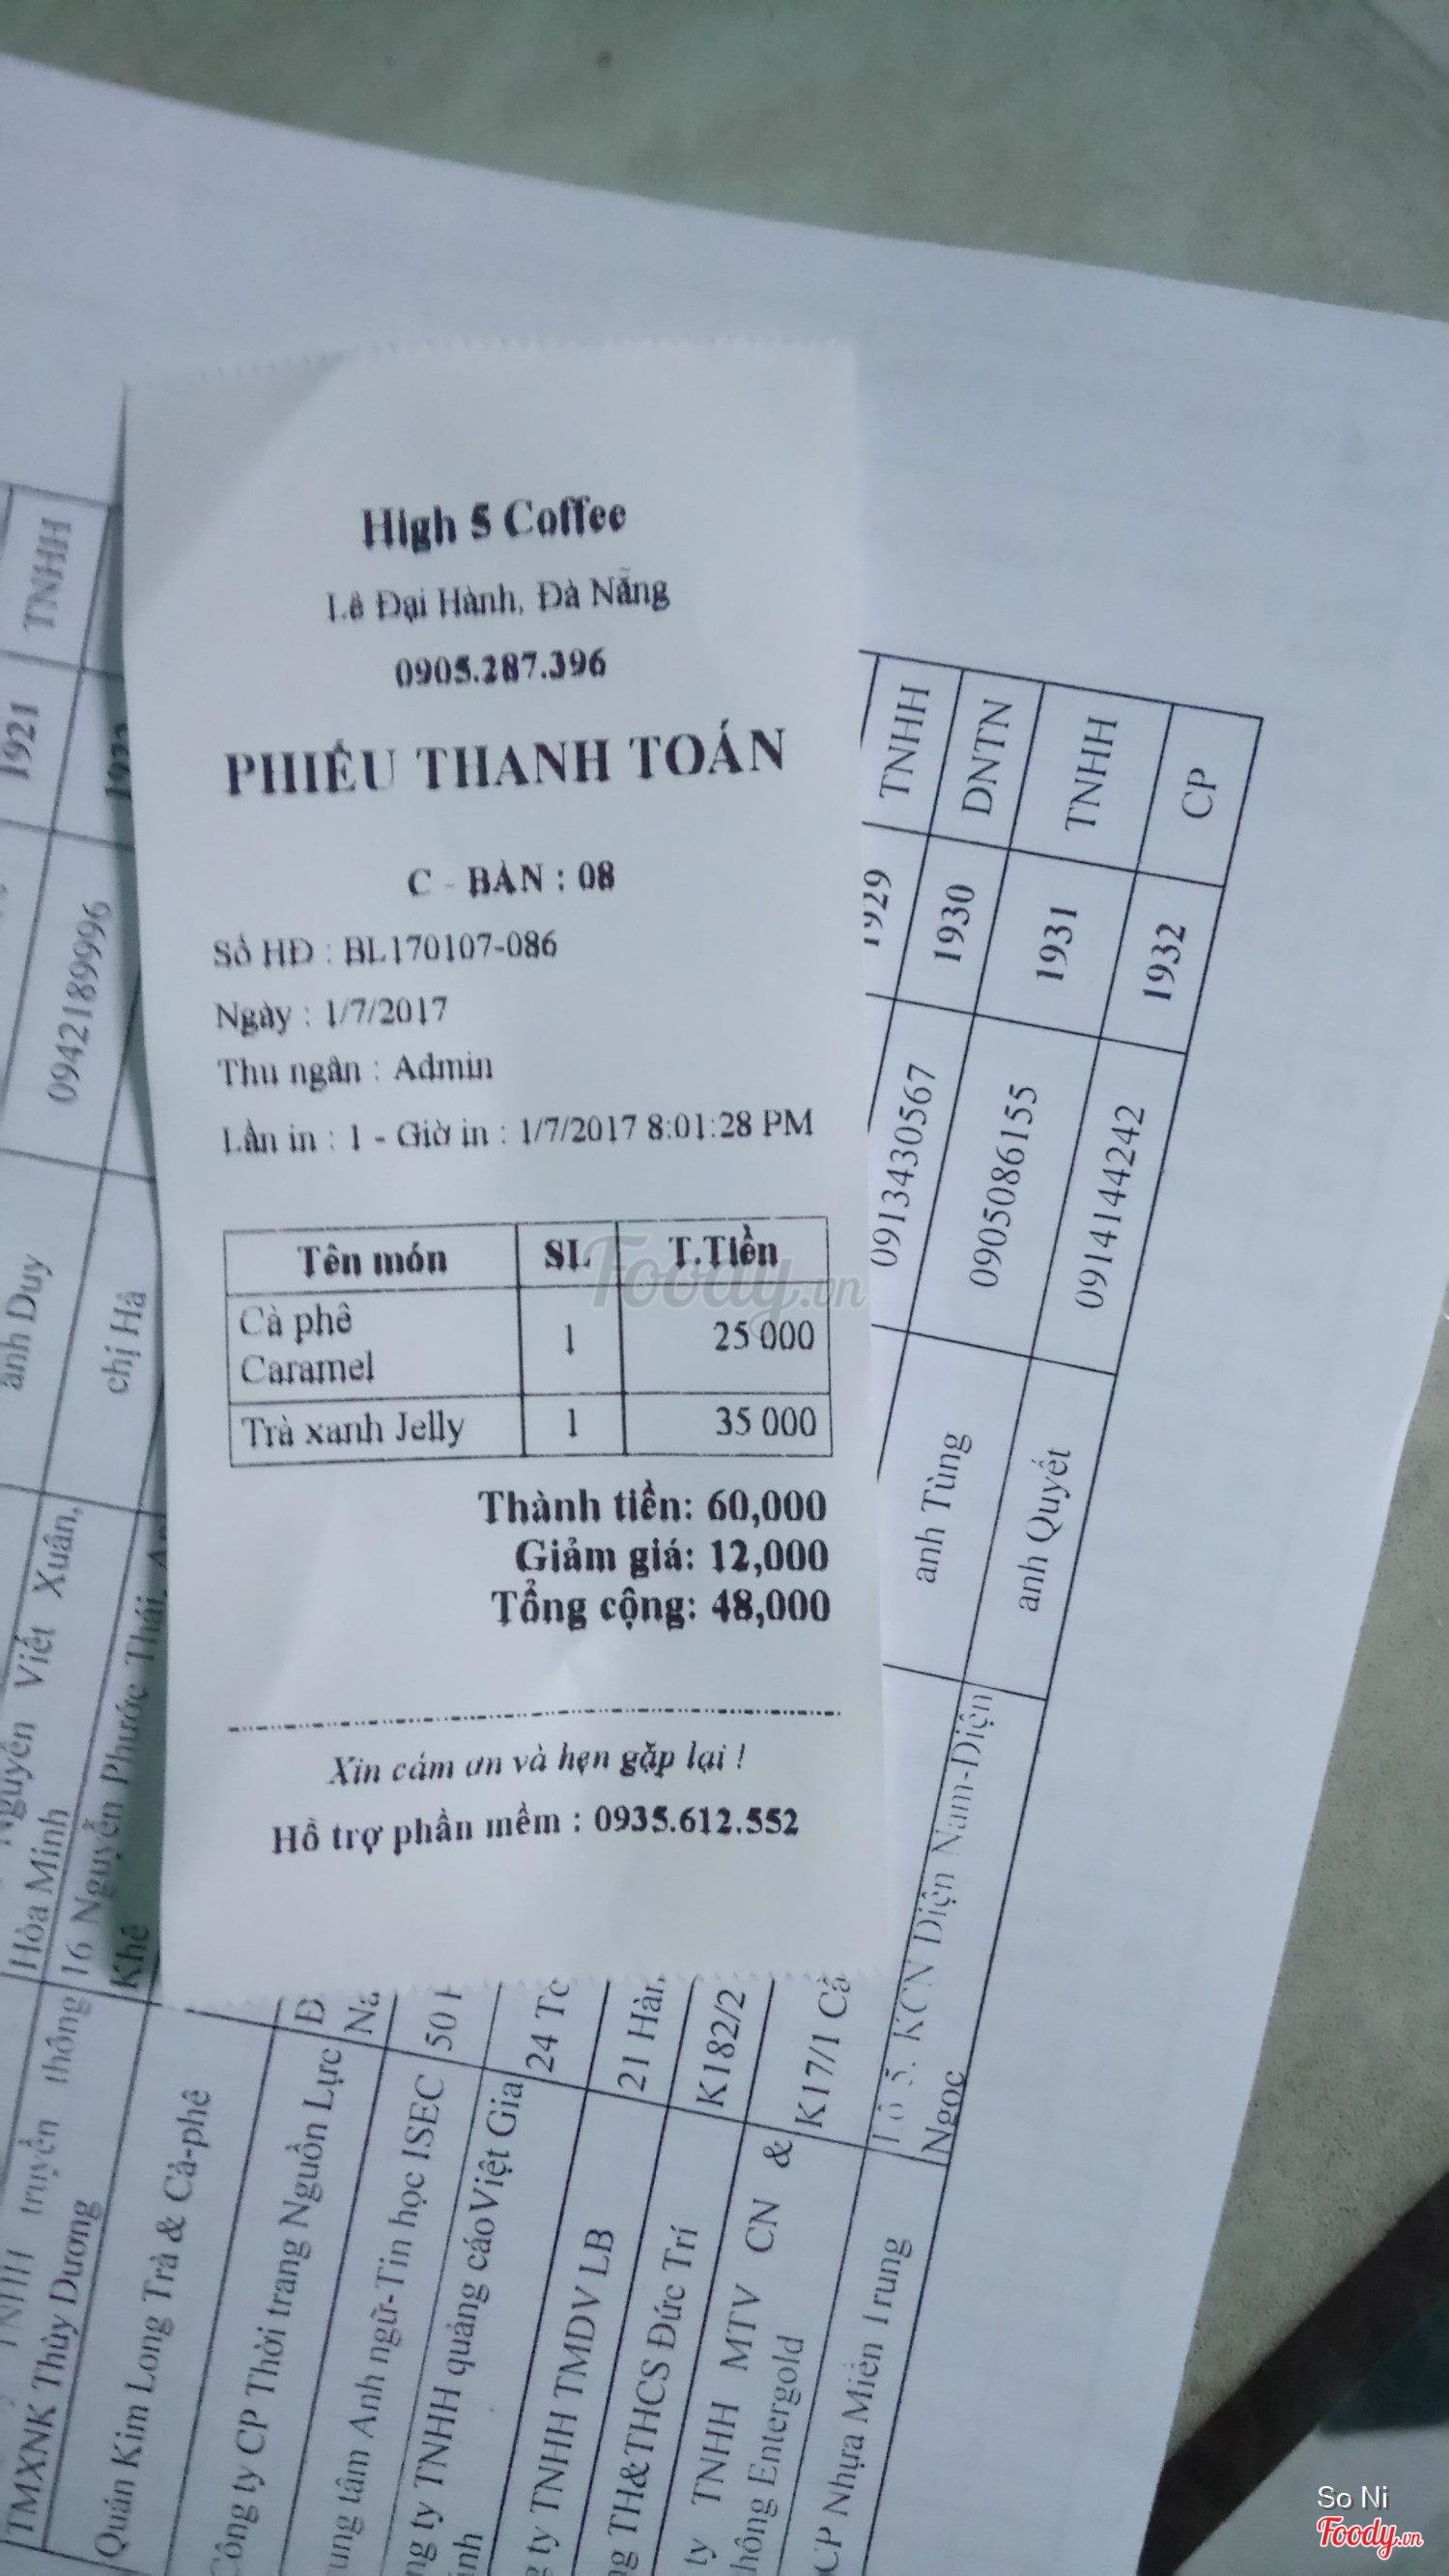 High 5 Coffee
Lê Đại Hành, Đà Nẵng
0905.287.396
PHIẾU THANH TOÁN
C - BÀN : 08
Số HĐ : BL170107-086
Ngày : 1/7/2017
Thu ngân : Admin
Lần in : 1 - Giờ in : 1/7/2017 8:01:28 PM
Tên món SL T.Tiền
Cà phê
Caramel 1 25 000
Trà xanh Jelly 1 35 000
Thành tiền: 60,000
Giảm giá: 12,000
Tổng cộng: 48,000
Xin cám ơn và hẹn gặp lại !
Hỗ trợ phần mềm : 0935.612.552
Foody.vn
TNHH
1921
anh Duy
Nguyễn Viết Xuân,
Hòa Minh
TNHH truyền thông
TMXNK Thùy Dương
0942189996
chị Hà
16 Nguyễn Phước Thái, An
Khê
Quán Kim Long Trà & Cà-phê
Công ty CP Thời trang Nguồn Lực
tâm Anh ngữ-Tin học ISEC
50
ty TNHH quảng cáoViệt Gia
24
ty TNHH TMDV LB
21
TH&THCS Đức Trí
K182/2
TNHH
1929
ty TNHH MTV CN &
Entergold
K17/1
0913430567
DNTN
1930
CP Nhựa Miền Trung
Lô 5, KCN Điện Nam-Điện
Ngọc
anh Tùng
0905086155
TNHH
1931
anh Quyết
0914144242
CP
1932
So Ni
Foody.vn